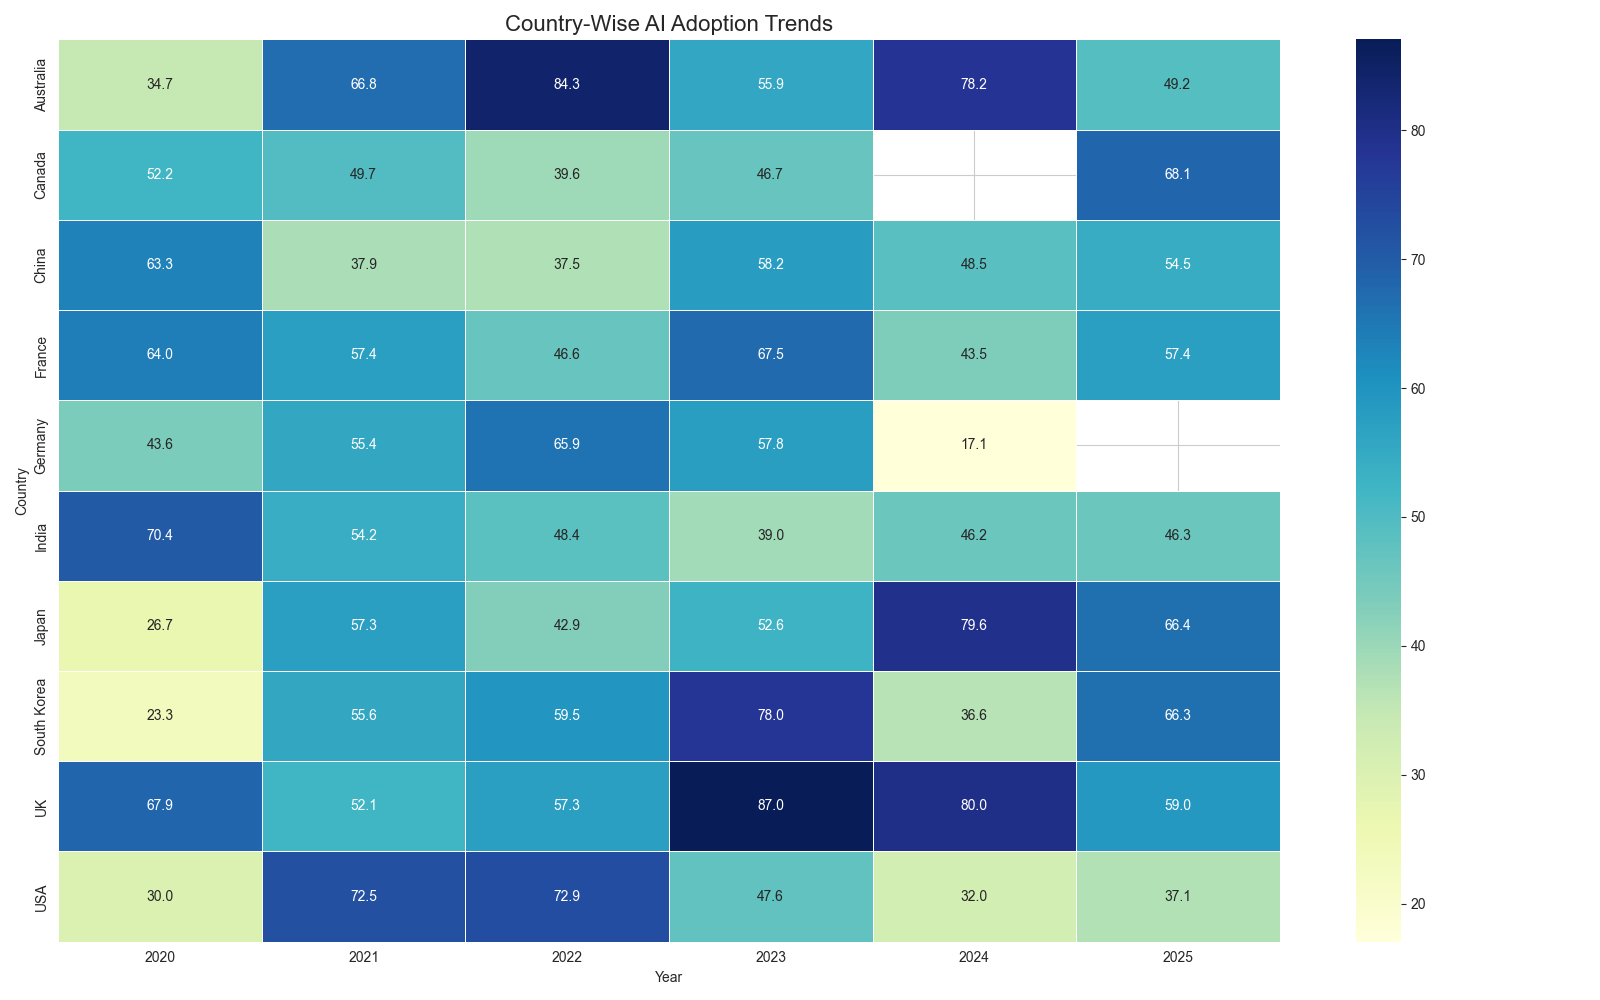 Country-Wise AI Adoption Trends
Australia 34.7 66.8 84.3 55.9 78.2 49.2
Canada 52.2 49.7 39.6 46.7 68.1
China 63.3 37.9 37.5 58.2 48.5 54.5
France 64.0 57.4 46.6 67.5 43.5 57.4
Germany 43.6 55.4 65.9 57.8 17.1
Country
India 70.4 54.2 48.4 39.0 46.2 46.3
Japan 26.7 57.3 42.9 52.6 79.6 66.4
South Korea 23.3 55.6 59.5 78.0 36.6 66.3
UK 67.9 52.1 57.3 87.0 80.0 59.0
USA 30.0 72.5 72.9 47.6 32.0 37.1
2020 2021 2022 2023 2024 2025
Year
80
70
60
50
40
30
20